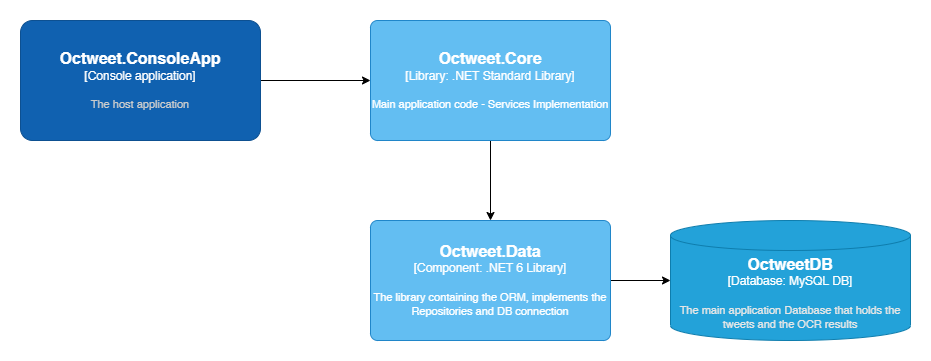 Octweet.ConsoleApp
[Console application]
The host application
Octweet.Core
[Library: .NET Standard Library]
Main application code - Services Implementation
Octweet.Data
[Component: .NET 6 Library]
The library containing the ORM, implements the
Repositories and DB connection
OctweetDB
[Database: MySQL DB]
The main application Database that holds the
tweets and the OCR results